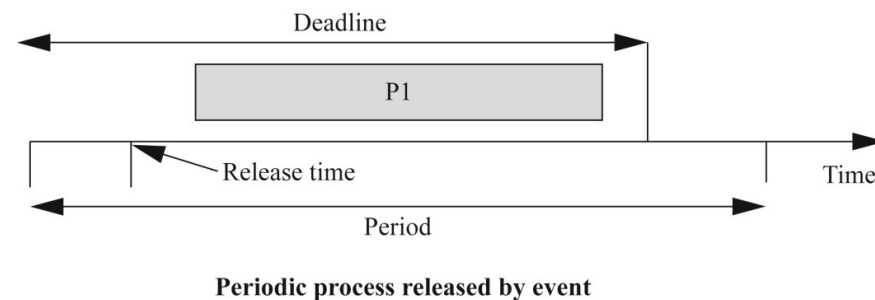 Deadline
P1
Release time
Time
Period
Periodic process released by event